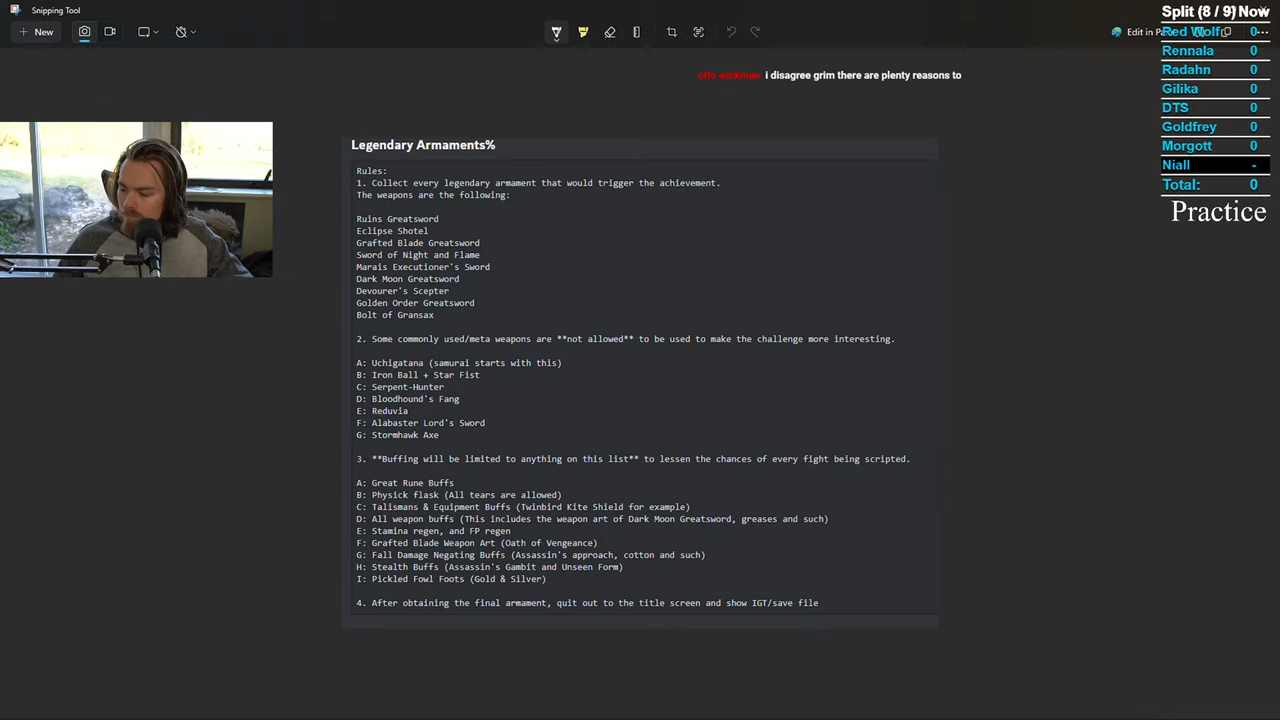 Snipping Tool
New
Edit in
Split (8 / 9) Now
Red Wolf 0
Rennala 0
Radahn 0
Gilika 0
DTS 0
Goldfrey 0
Morgott 0
Niall -
Total: 0
Practice
otto wickman i disagree grim there are plenty reasons to
Legendary Armaments%
Rules:
1. Collect every legendary armament that would trigger the achievement.
The weapons are the following:
Ruins Greatsword
Eclipse Shotel
Grafted Blade Greatsword
Sword of Night and Flame
Marais Executioner's Sword
Dark Moon Greatsword
Devourer's Scepter
Golden Order Greatsword
Bolt of Gransax
2. Some commonly used/meta weapons are **not allowed** to be used to make the challenge more interesting.
A: Uchigatana (samurai starts with this)
B: Iron Ball + Star Fist
C: Serpent-Hunter
D: Bloodhound's Fang
E: Reduvia
F: Alabaster Lord's Sword
G: Stormhawk Axe
3. **Buffing will be limited to anything on this list** to lessen the chances of every fight being scripted.
A: Great Rune Buffs
B: Physick flask (All tears are allowed)
C: Talismans & Equipment Buffs (Twinbird Kite Shield for example)
D: All weapon buffs (This includes the weapon art of Dark Moon Greatsword, greases and such)
E: Stamina regen, and FP regen
F: Grafted Blade Weapon Art (Oath of Vengeance)
G: Fall Damage Negating Buffs (Assassin's approach, cotton and such)
H: Stealth Buffs (Assassin's Gambit and Unseen Form)
I: Pickled Fowl Foots (Gold & Silver)
4. After obtaining the final armament, quit out to the title screen and show IGT/save file